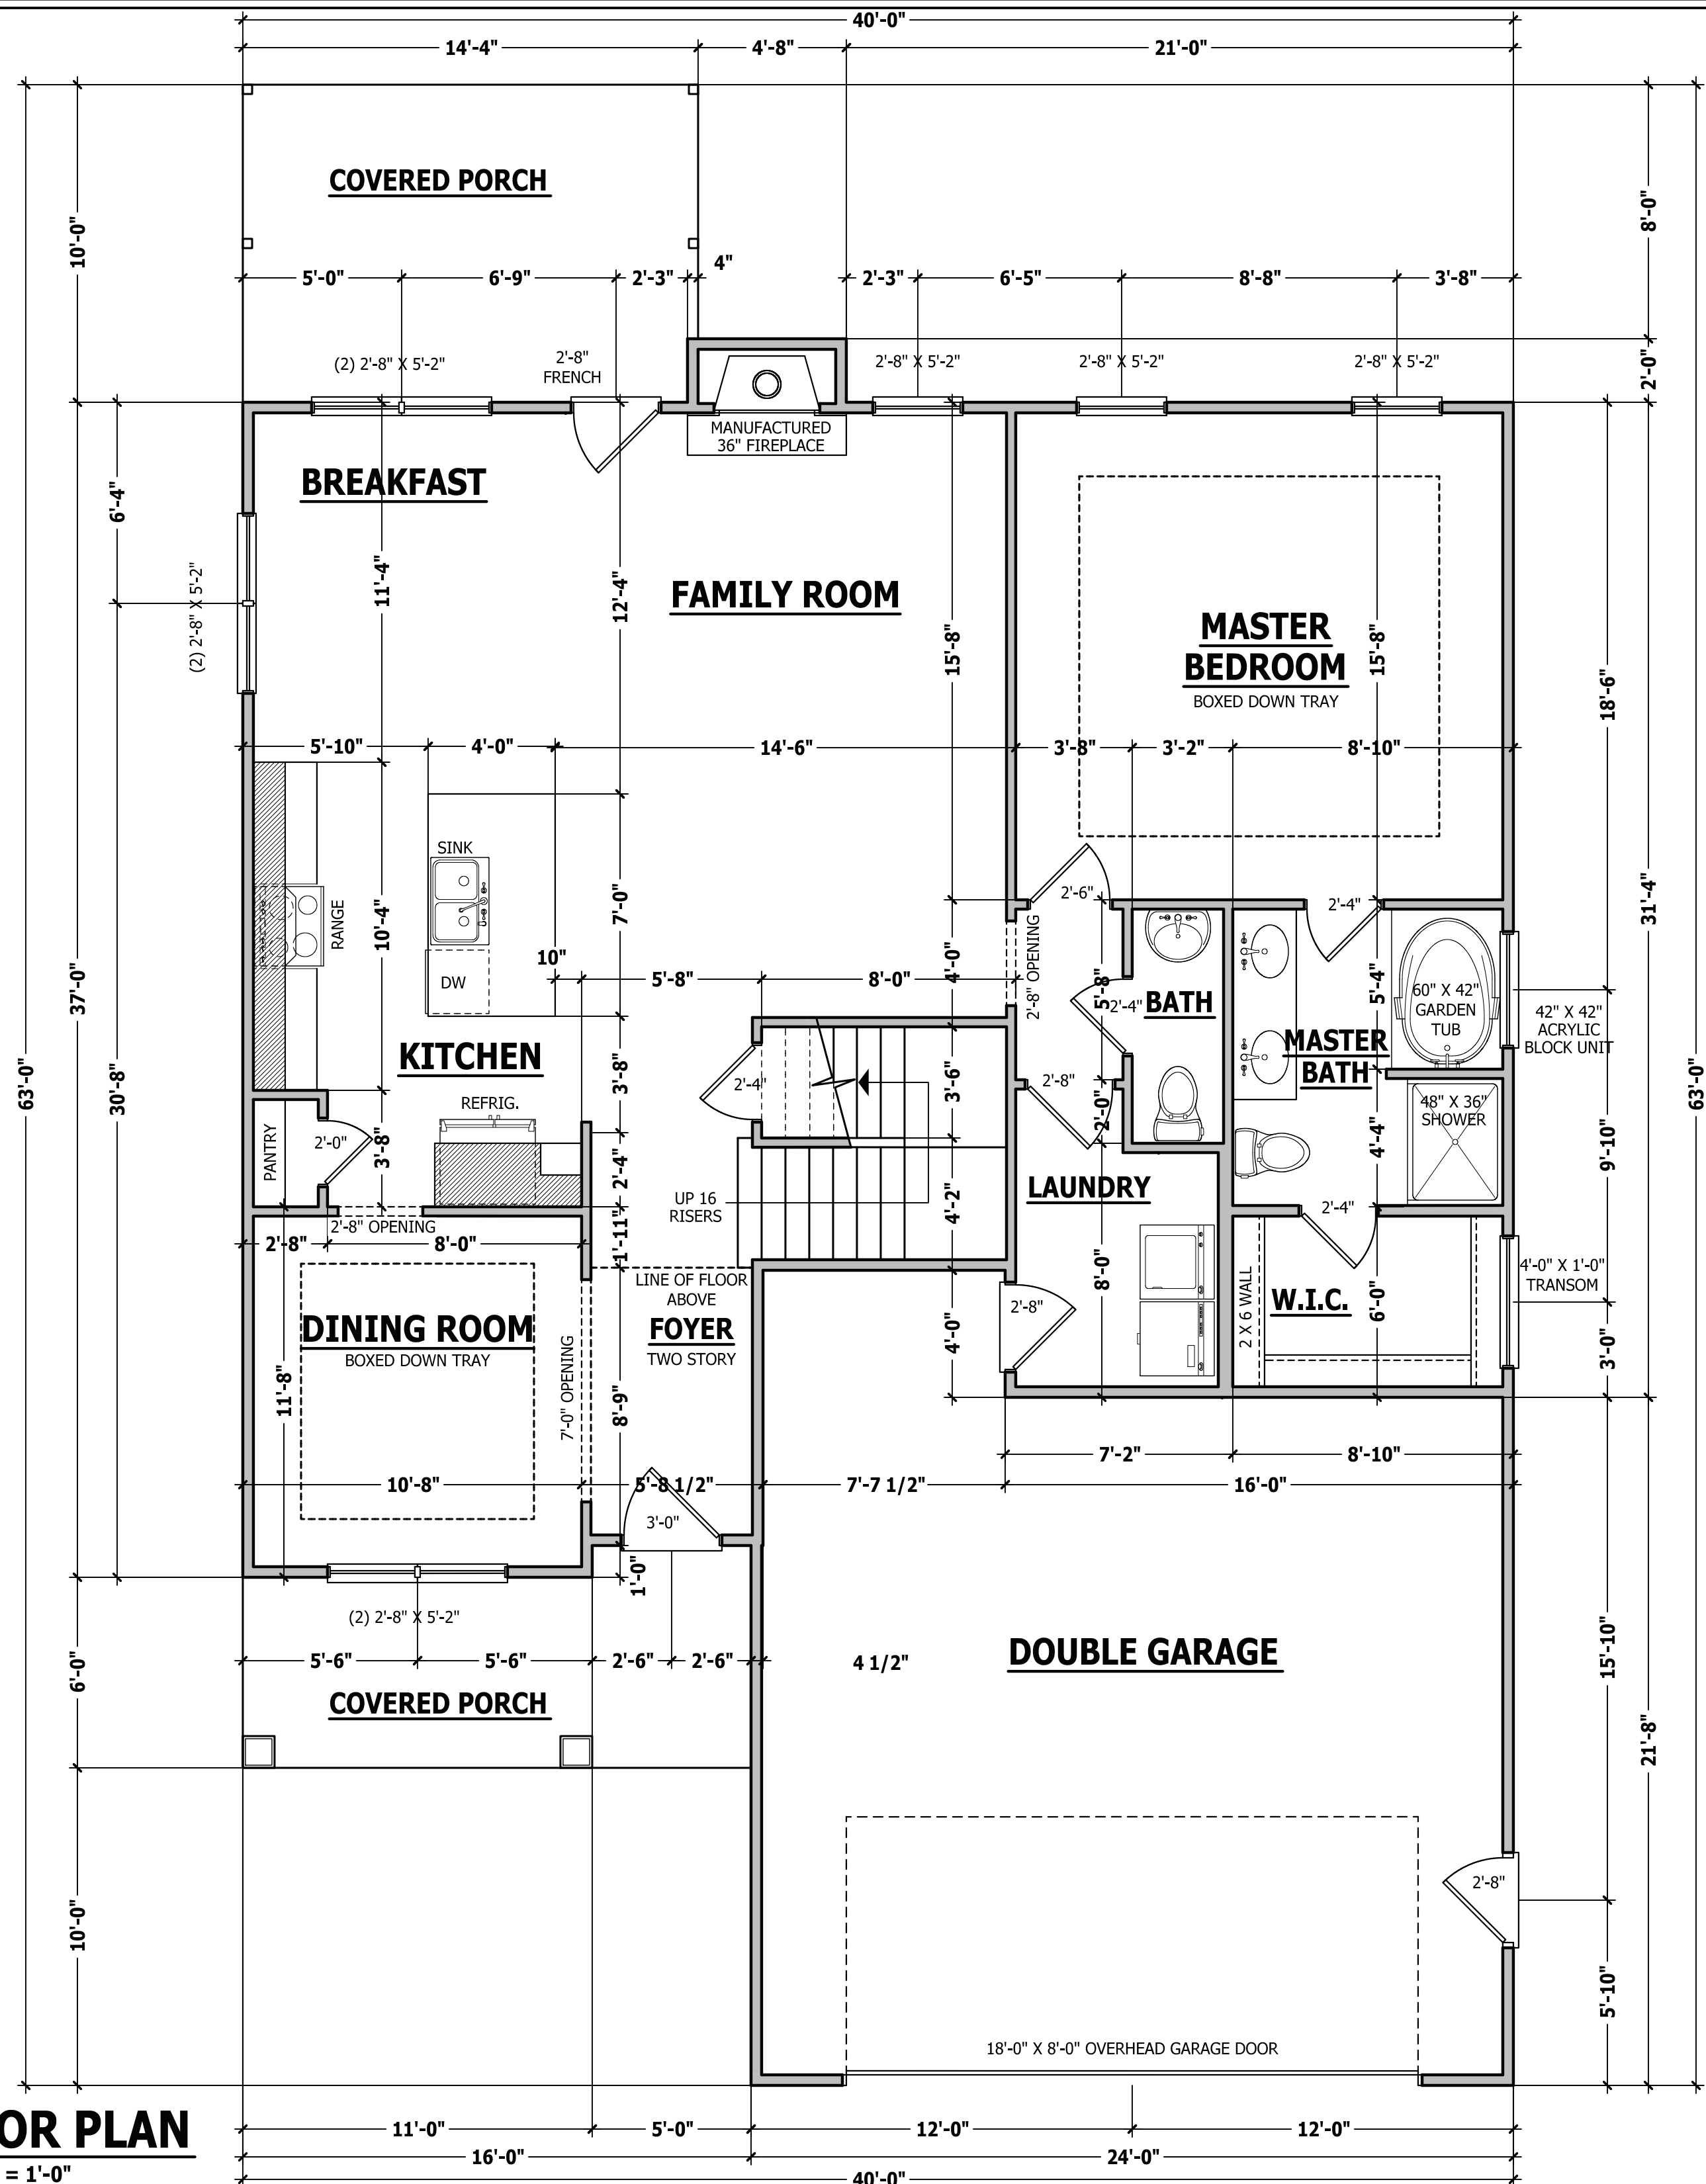 40'-0"
14'-4" 4'-8" 21'-0"
COVERED PORCH
10'-0"
8'-0"
4"
5'-0" 6'-9" 2'-3" 2'-3" 6'-5" 8'-8" 3'-8"
(2) 2'-8" X 5'-2"
2'-8"
FRENCH
2'-8" X 5'-2" 2'-8" X 5'-2" 2'-8" X 5'-2"
2'-0"
MANUFACTURED
36" FIREPLACE
BREAKFAST
6'-4"
(2) 2'-8" X 5'-2"
11'-4"
12'-4"
FAMILY ROOM
15'-8"
MASTER
BEDROOM
BOXED DOWN TRAY
15'-8"
18'-6"
5'-10" 4'-0" 14'-6" 3'-8" 3'-2" 8'-10"
SINK
RANGE
10'-4"
7'-0"
DW
10"
5'-8" 8'-0"
4'-0"
2'-8" OPENING
2'-6"
5'-8"
2'-4"
BATH
2'-4"
5'-4"
60" X 42"
GARDEN
TUB
42" X 42"
ACRYLIC
BLOCK UNIT
31'-4"
37'-0"
63'-0"
30'-8"
63'-0"
KITCHEN
MASTER
BATH
3'-8"
2'-4"
3'-6"
2'-8"
2'-0"
48" X 36"
SHOWER
4'-4"
9'-10"
REFRIG.
PANTRY
2'-0"
3'-8"
2'-4"
UP 16
RISERS
4'-2"
LAUNDRY
2'-4"
2'-8" OPENING
2'-8" 8'-0"
1'-11"
LINE OF FLOOR
ABOVE
FOYER
TWO STORY
DINING ROOM
BOXED DOWN TRAY
7'-0" OPENING
11'-8"
8'-9"
2'-8"
4'-0"
8'-0"
2 X 6 WALL
W.I.C.
6'-0"
4'-0" X 1'-0"
TRANSOM
3'-0"
7'-2" 8'-10"
10'-8" 5'-8 1/2" 7'-7 1/2" 16'-0"
3'-0"
1'-0"
(2) 2'-8" X 5'-2"
5'-6" 5'-6" 2'-6" 2'-6" 4 1/2"
DOUBLE GARAGE
6'-0"
15'-10"
COVERED PORCH
21'-8"
10'-0"
2'-8"
5'-10"
18'-0" X 8'-0" OVERHEAD GARAGE DOOR
11'-0" 5'-0" 12'-0" 12'-0"
16'-0" 24'-0"
40'-0"
OR PLAN
= 1'-0"